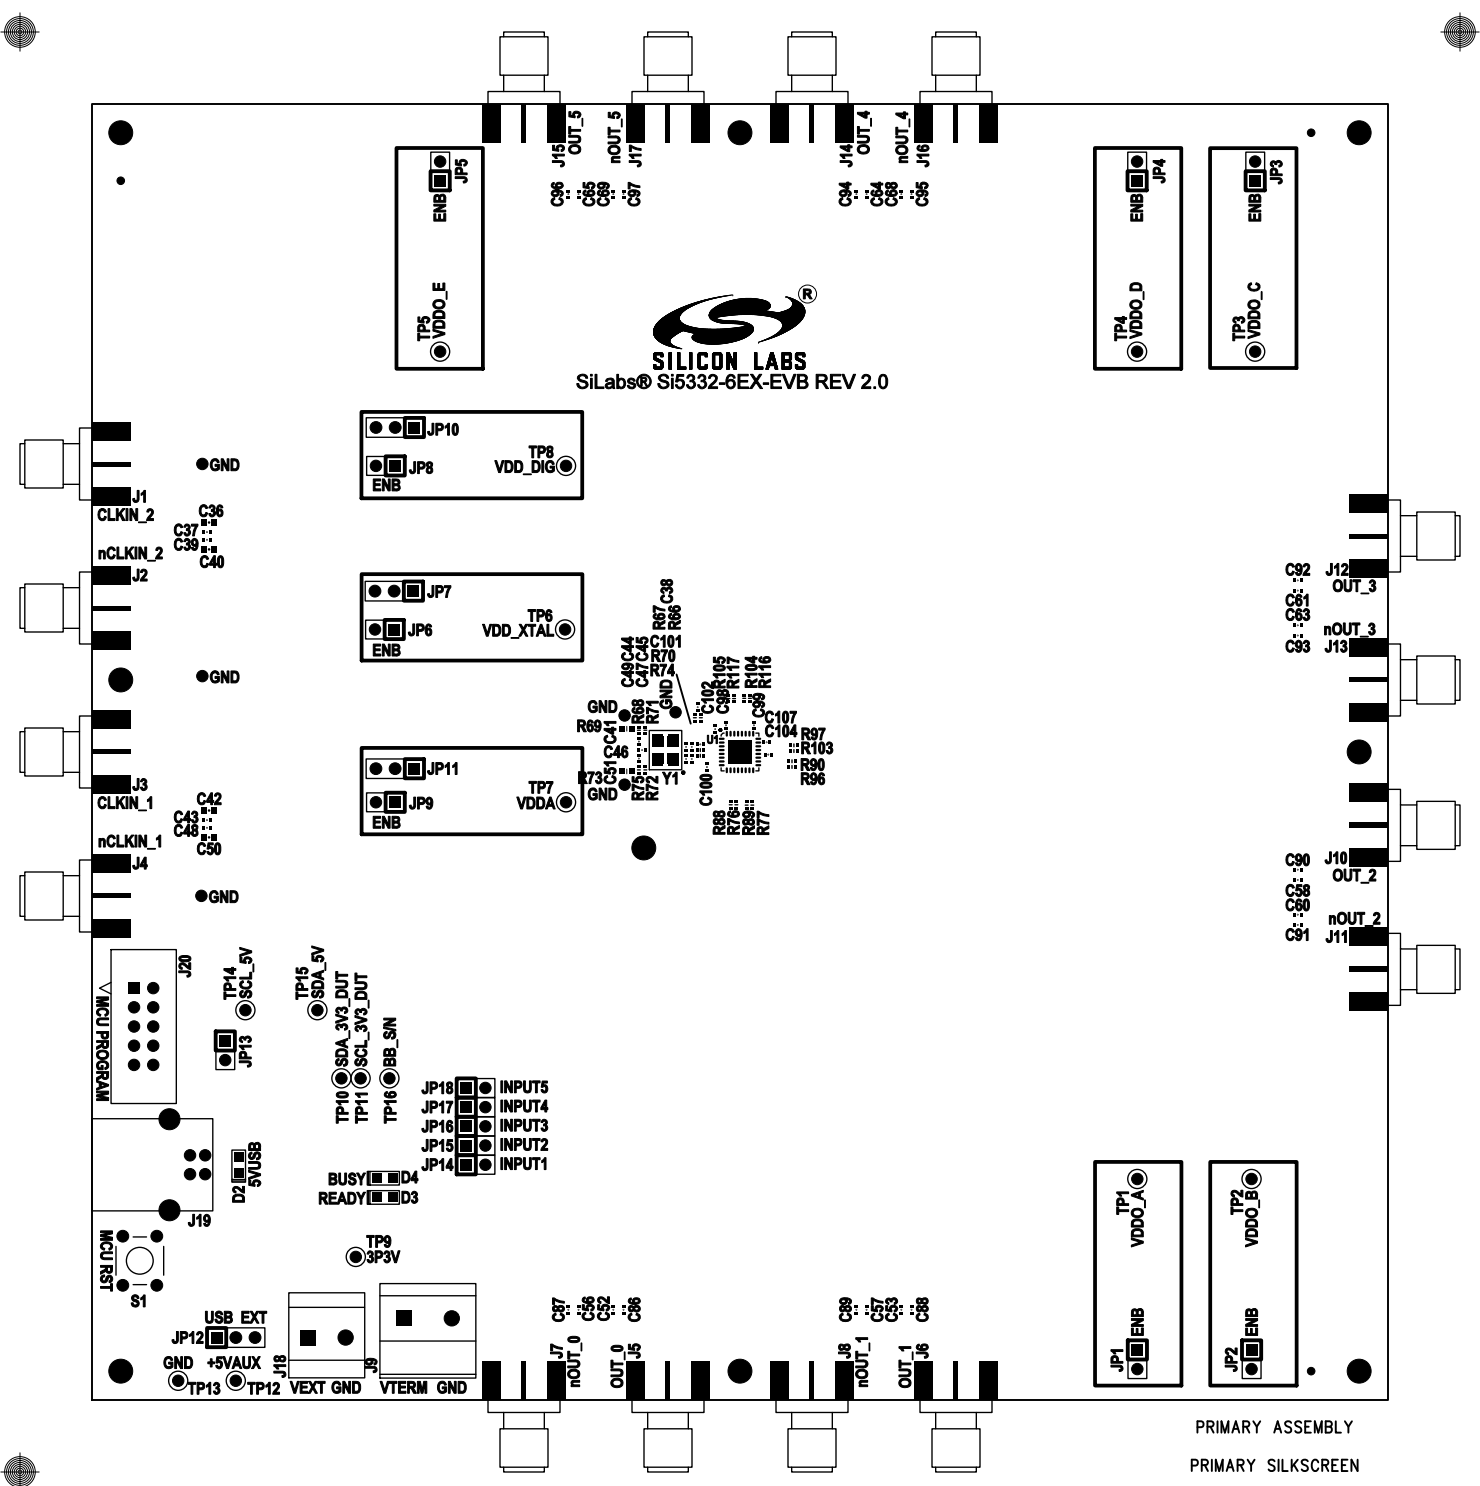 J15
OUT_5
nOUT_5
J17
J14
OUT_4
nOUT_4
J16
C96
C65
C69
C97
C94
C64
C68
C95
JP5
ENB
TP5
VDDO_E
JP4
ENB
TP4
VDDO_D
JP3
ENB
TP3
VDDO_C
®
SILICON LABS
SiLabs® Si5332-6EX-EVB REV 2.0
JP10
JP8
ENB
TP8
VDD_DIG
JP7
JP6
ENB
TP6
VDD_XTAL
JP11
JP9
ENB
TP7
VDDA
GND
J1
CLKIN_2
C36
C37
C39
C40
nCLKIN_2
J2
GND
J3
CLKIN_1
C42
C43
C48
C50
nCLKIN_1
J4
GND
C38
R67
R66
C44
C45
C101
C49
C47
R70
R74
GND
GND
R68
R71
R69
C41
C46
R73
C51
GND
R75
R72
Y1
C102
C98
R105
R117
R104
R116
C99
U1
C107
C104
R97
R103
R90
R96
C100
R88
R76
R89
R77
C92
J12
OUT_3
C61
C63
nOUT_3
C93
J13
C90
J10
OUT_2
C58
C60
nOUT_2
C91
J11
J20
MCU PROGRAM
TP14
SCL_5V
TP15
SDA_5V
JP13
SDA_3V3_DUT
SCL_3V3_DUT
BB_S/N
TP10
TP11
TP16
JP18 INPUT5
JP17 INPUT4
JP16 INPUT3
JP15 INPUT2
JP14 INPUT1
BUSY D4
READY D3
D2
5VUSB
J19
MCU RST
S1
TP9
3P3V
USB EXT
JP12
GND
+5VAUX
TP13
TP12
J18
VEXT GND
J9
VTERM GND
C87
C56
C52
C86
C89
C57
C53
C88
J7
nOUT_0
OUT_0
J5
J8
nOUT_1
OUT_1
J6
TP1
VDDO_A
ENB
JP1
TP2
VDDO_B
ENB
JP2
PRIMARY ASSEMBLY
PRIMARY SILKSCREEN